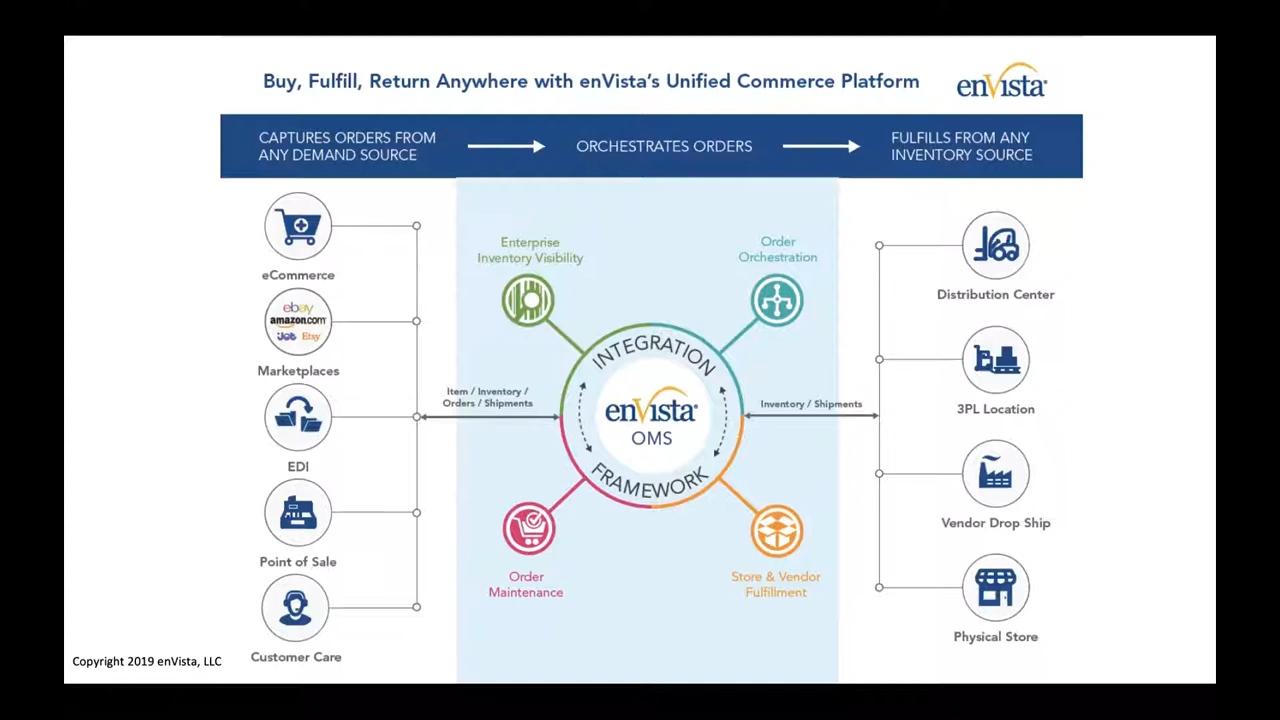 Buy, Fulfill, Return Anywhere with enVista's Unified Commerce Platform
enVista
CAPTURES ORDERS FROM
ANY DEMAND SOURCE
ORCHESTRATES ORDERS
FULFILLS FROM ANY
INVENTORY SOURCE
eCommerce
ebay
amazon.com
Jet Etsy
Marketplaces
EDI
Point of Sale
Customer Care
Item / Inventory /
Orders / Shipments
Enterprise
Inventory Visibility
Order
Orchestration
INTEGRATION
enVista
OMS
FRAMEWORK
Order
Maintenance
Store & Vendor
Fulfillment
Inventory / Shipments
Distribution Center
3PL Location
Vendor Drop Ship
Physical Store
Copyright 2019 enVista, LLC